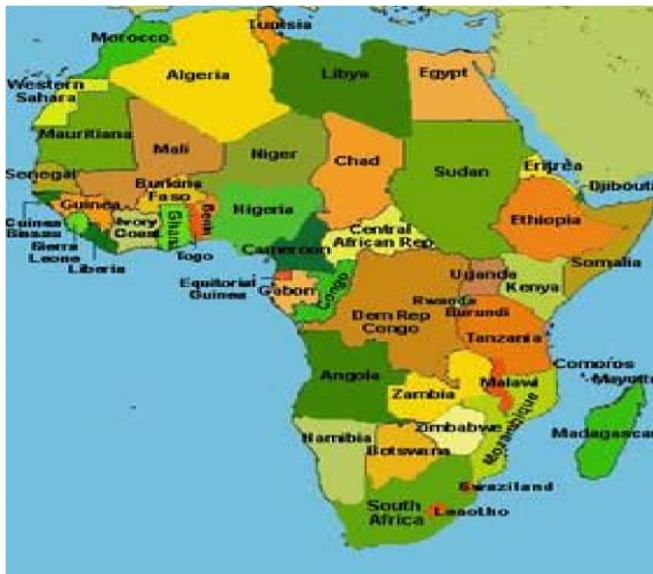 Morocco
Tunisia
Algeria
Libya
Egypt
Western
Sahara
Mauritiana
Mali
Niger
Chad
Sudan
Eritrea
Djibouti
Senegal
Guinea
Burkina
Faso
Benin
Nigeria
Ethiopia
Guinea
Bissau
Sierra
Leone
Liberia
Ivory
Coast
Ghana
Togo
Cameroon
Central
African Rep
Somalia
Equitorial
Guinea
Gabon
Congo
Uganda
Kenya
Rwanda
Burundi
Dem Rep
Congo
Tanzania
Angola
Zambia
Malawi
Comoros
Mayotte
Mozambique
Madagascar
Namibia
Zimbabwe
Botswana
Swaziland
South
Africa
Lesotho